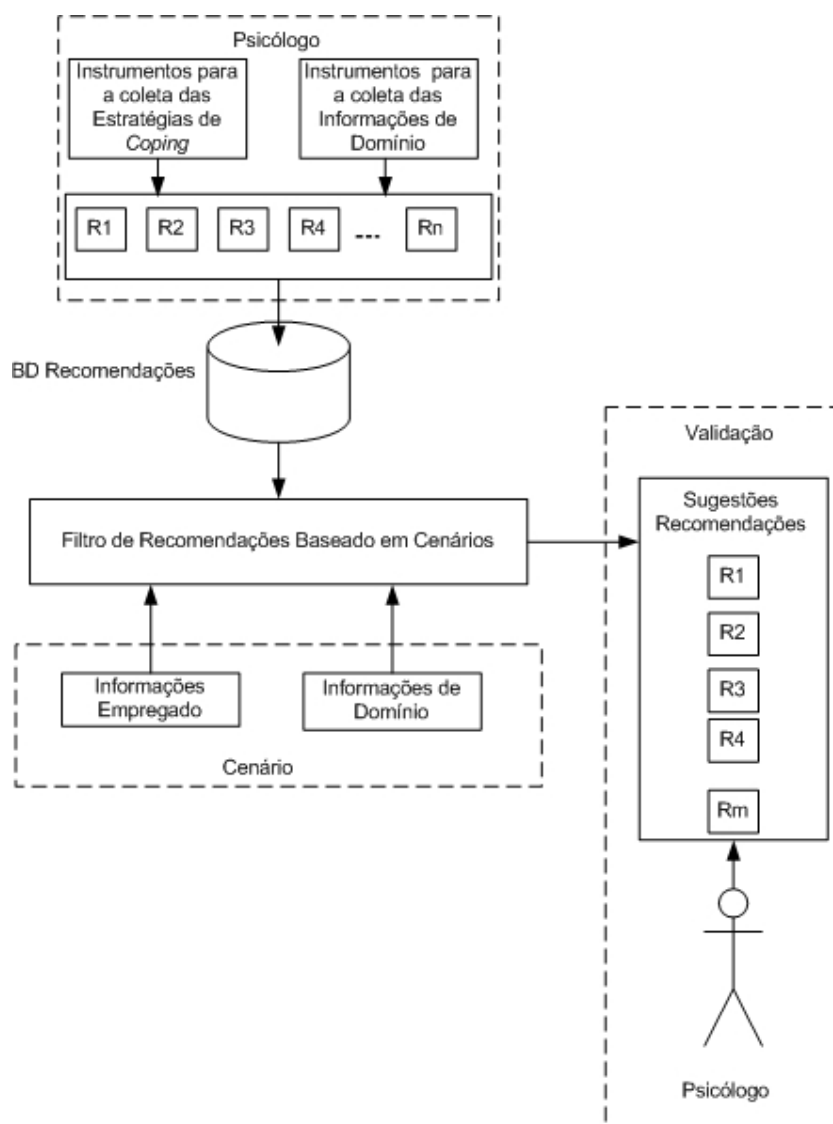 Psicólogo
Instrumentos para
a coleta das
Estratégias de
Coping
Instrumentos para
a coleta das
Informações de
Domínio
R1
R2
R3
R4
---
Rn
BD Recomendações
Filtro de Recomendações Baseado em Cenários
Informações
Empregado
Informações de
Domínio
Cenário
Validação
Sugestões
Recomendações
R1
R2
R3
R4
Rm
Psicólogo